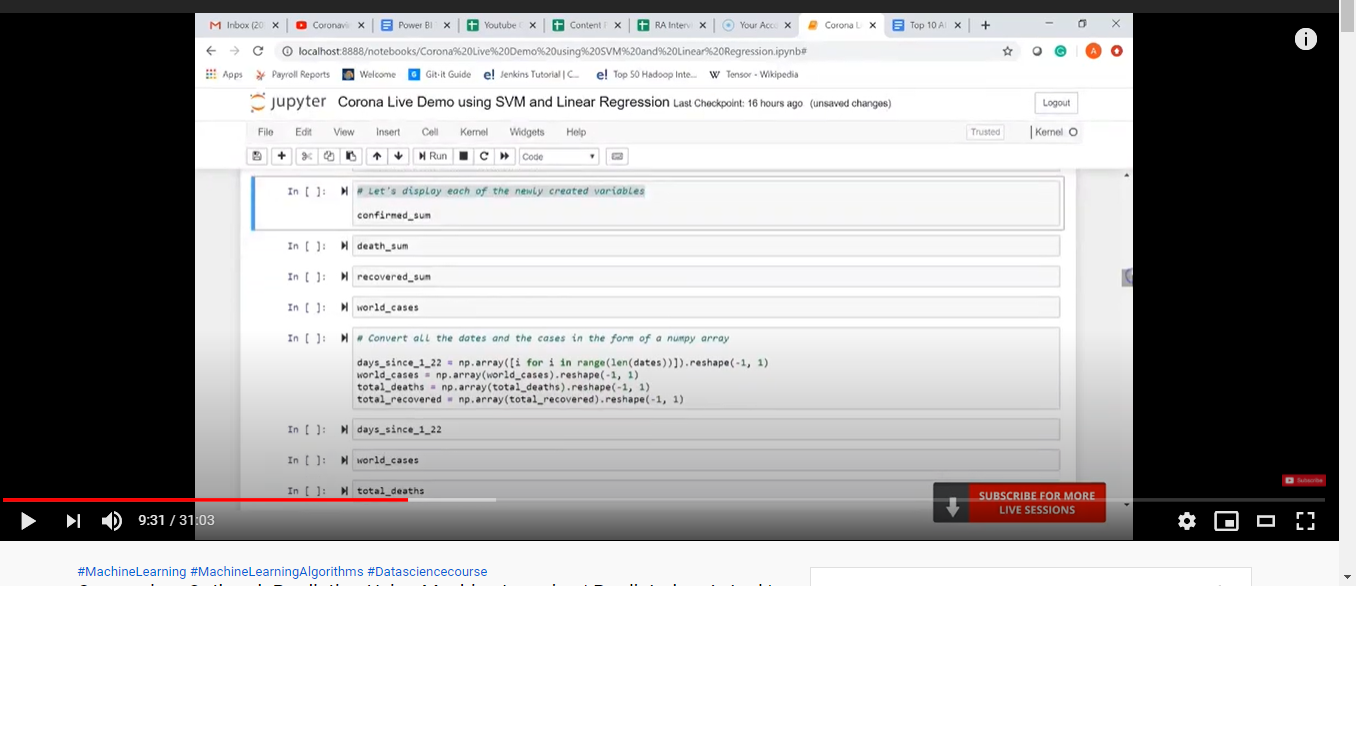 Inbox (20 Coronavi Power BI Youtube Content P RA Interv Your Acco Corona L Top 10 Al
localhost:8888/notebooks/Corona%20Live%20Demo%20using%20SVM%20and%20Linear%20Regression.ipynb#
A
Apps Payroll Reports Welcome Git-it Guide Jenkins Tutorial | C... Top 50 Hadoop Inte... Tensor - Wikipedia
jupyter Corona Live Demo using SVM and Linear Regression Last Checkpoint: 16 hours ago (unsaved changes) Logout
File Edit View Insert Cell Kernel Widgets Help Trusted Kernel
Run Code
In [ ]: # Let's display each of the newly created variables
confirmed_sum
In [ ]: death_sum
In [ ]: recovered_sum
In [ ]: world_cases
In [ ]: # Convert all the dates and the cases in the form of a numpy array
days_since_1_22 = np.array([i for i in range(len(dates))]).reshape(-1, 1)
world_cases = np.array(world_cases).reshape(-1, 1)
total_deaths = np.array(total_deaths).reshape(-1, 1)
total_recovered = np.array(total_recovered).reshape(-1, 1)
In [ ]: days_since_1_22
In [ ]: world_cases
In [ ]: total_deaths
Subscribe
SUBSCRIBE FOR MORE
LIVE SESSIONS
9:31 / 31:03
#MachineLearning #MachineLearningAlgorithms #Datasciencecourse